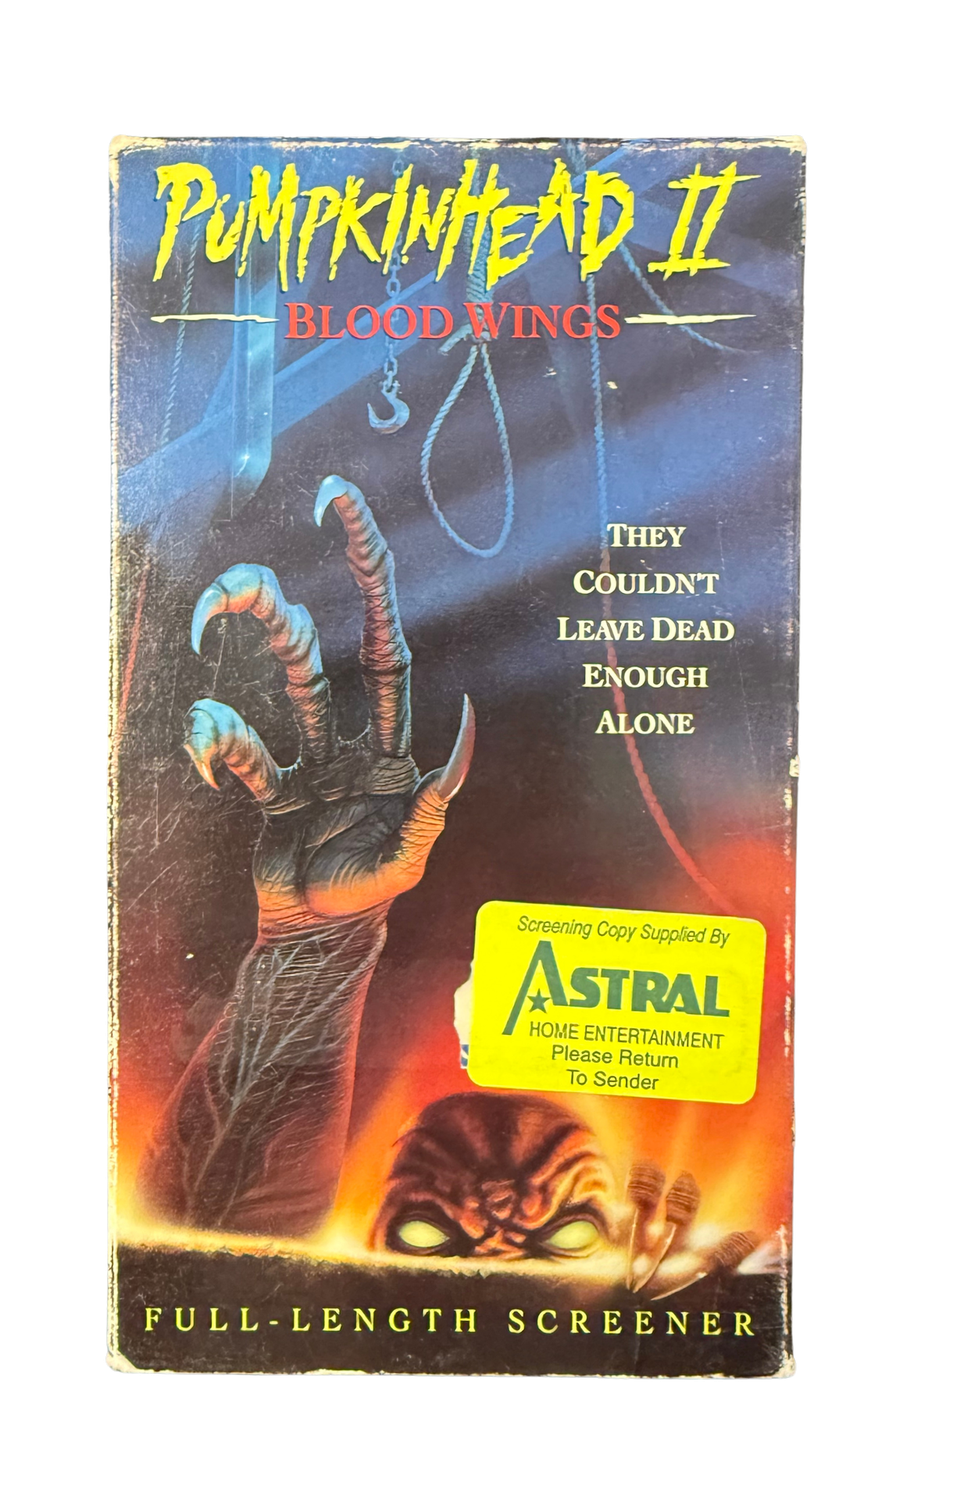 PUMPKINHEAD II
BLOOD WINGS
THEY
COULDN'T
LEAVE DEAD
ENOUGH
ALONE
Screening Copy Supplied By
ASTRAL
HOME ENTERTAINMENT
Please Return
To Sender
FULL-LENGTH SCREENER